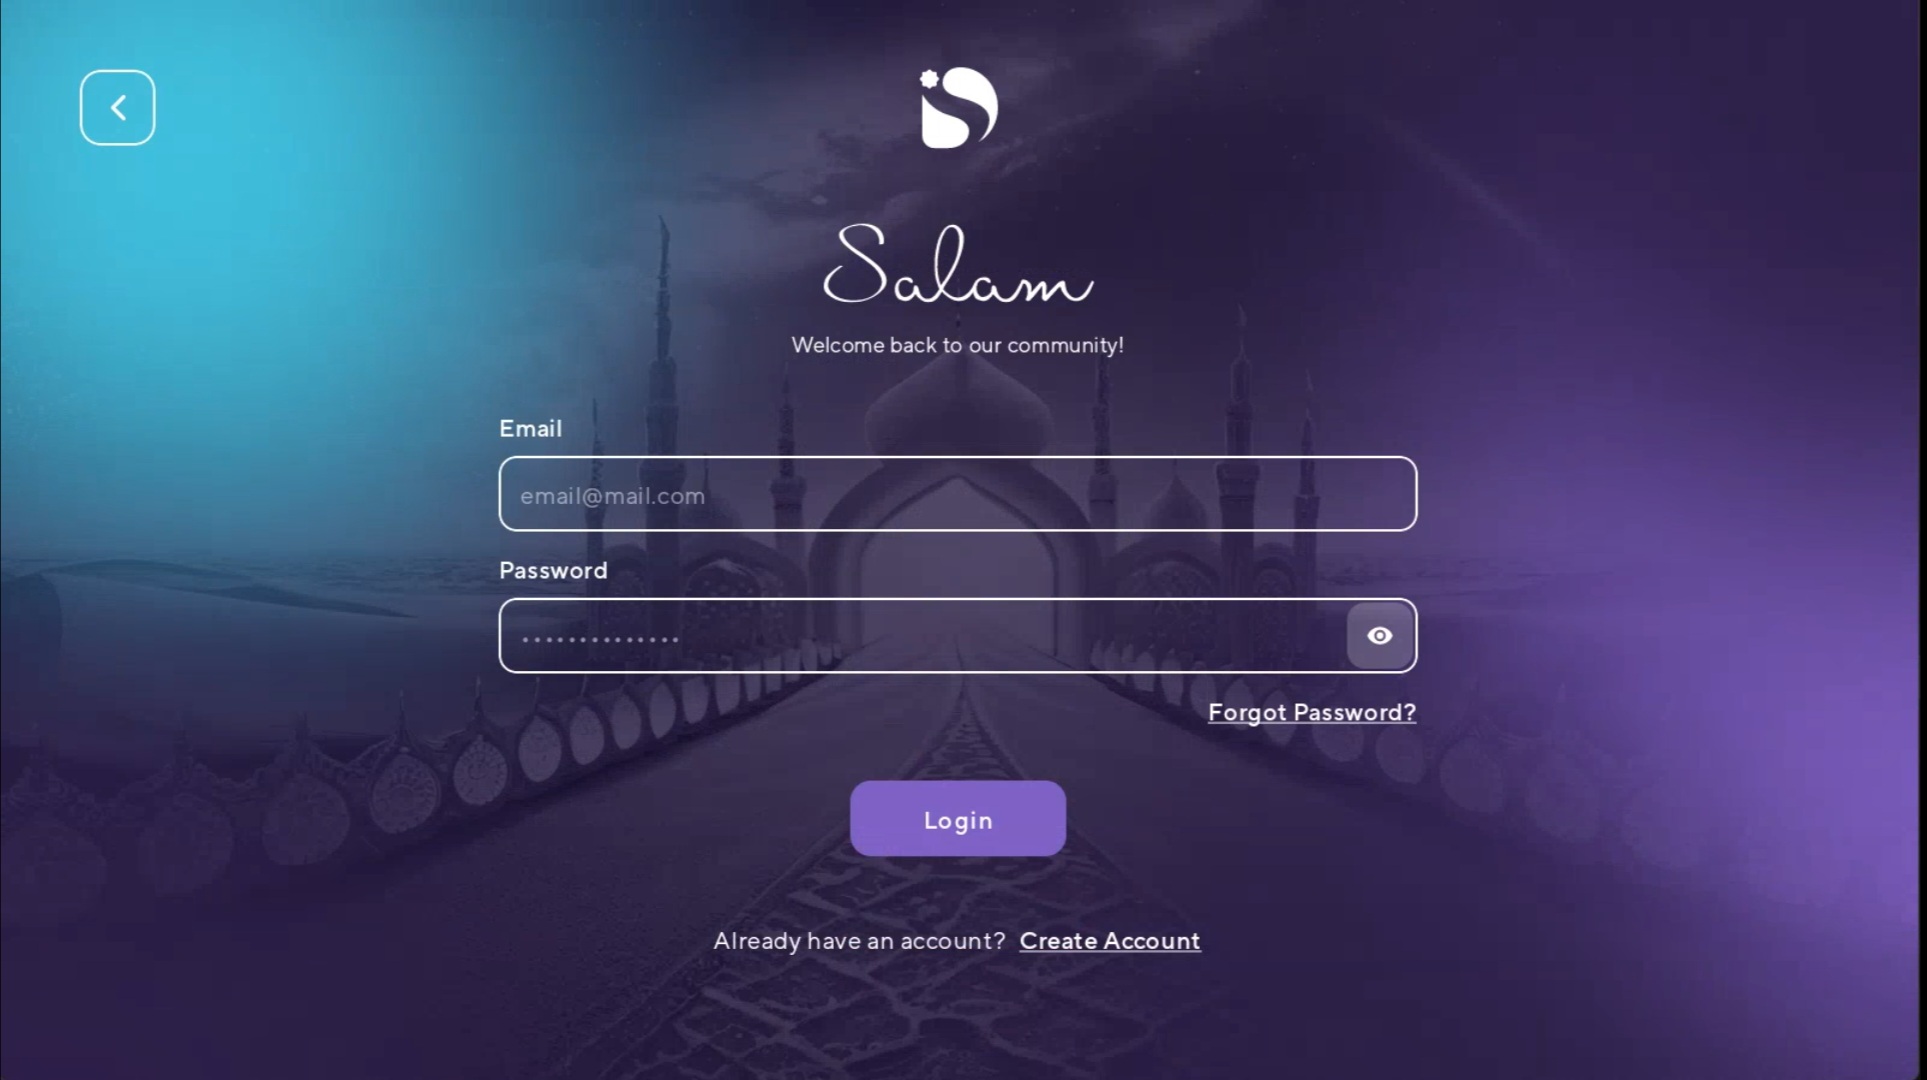 Salam
Welcome back to our community!
Email
email@mail.com
Password
Forgot Password?
Login
Already have an account? Create Account